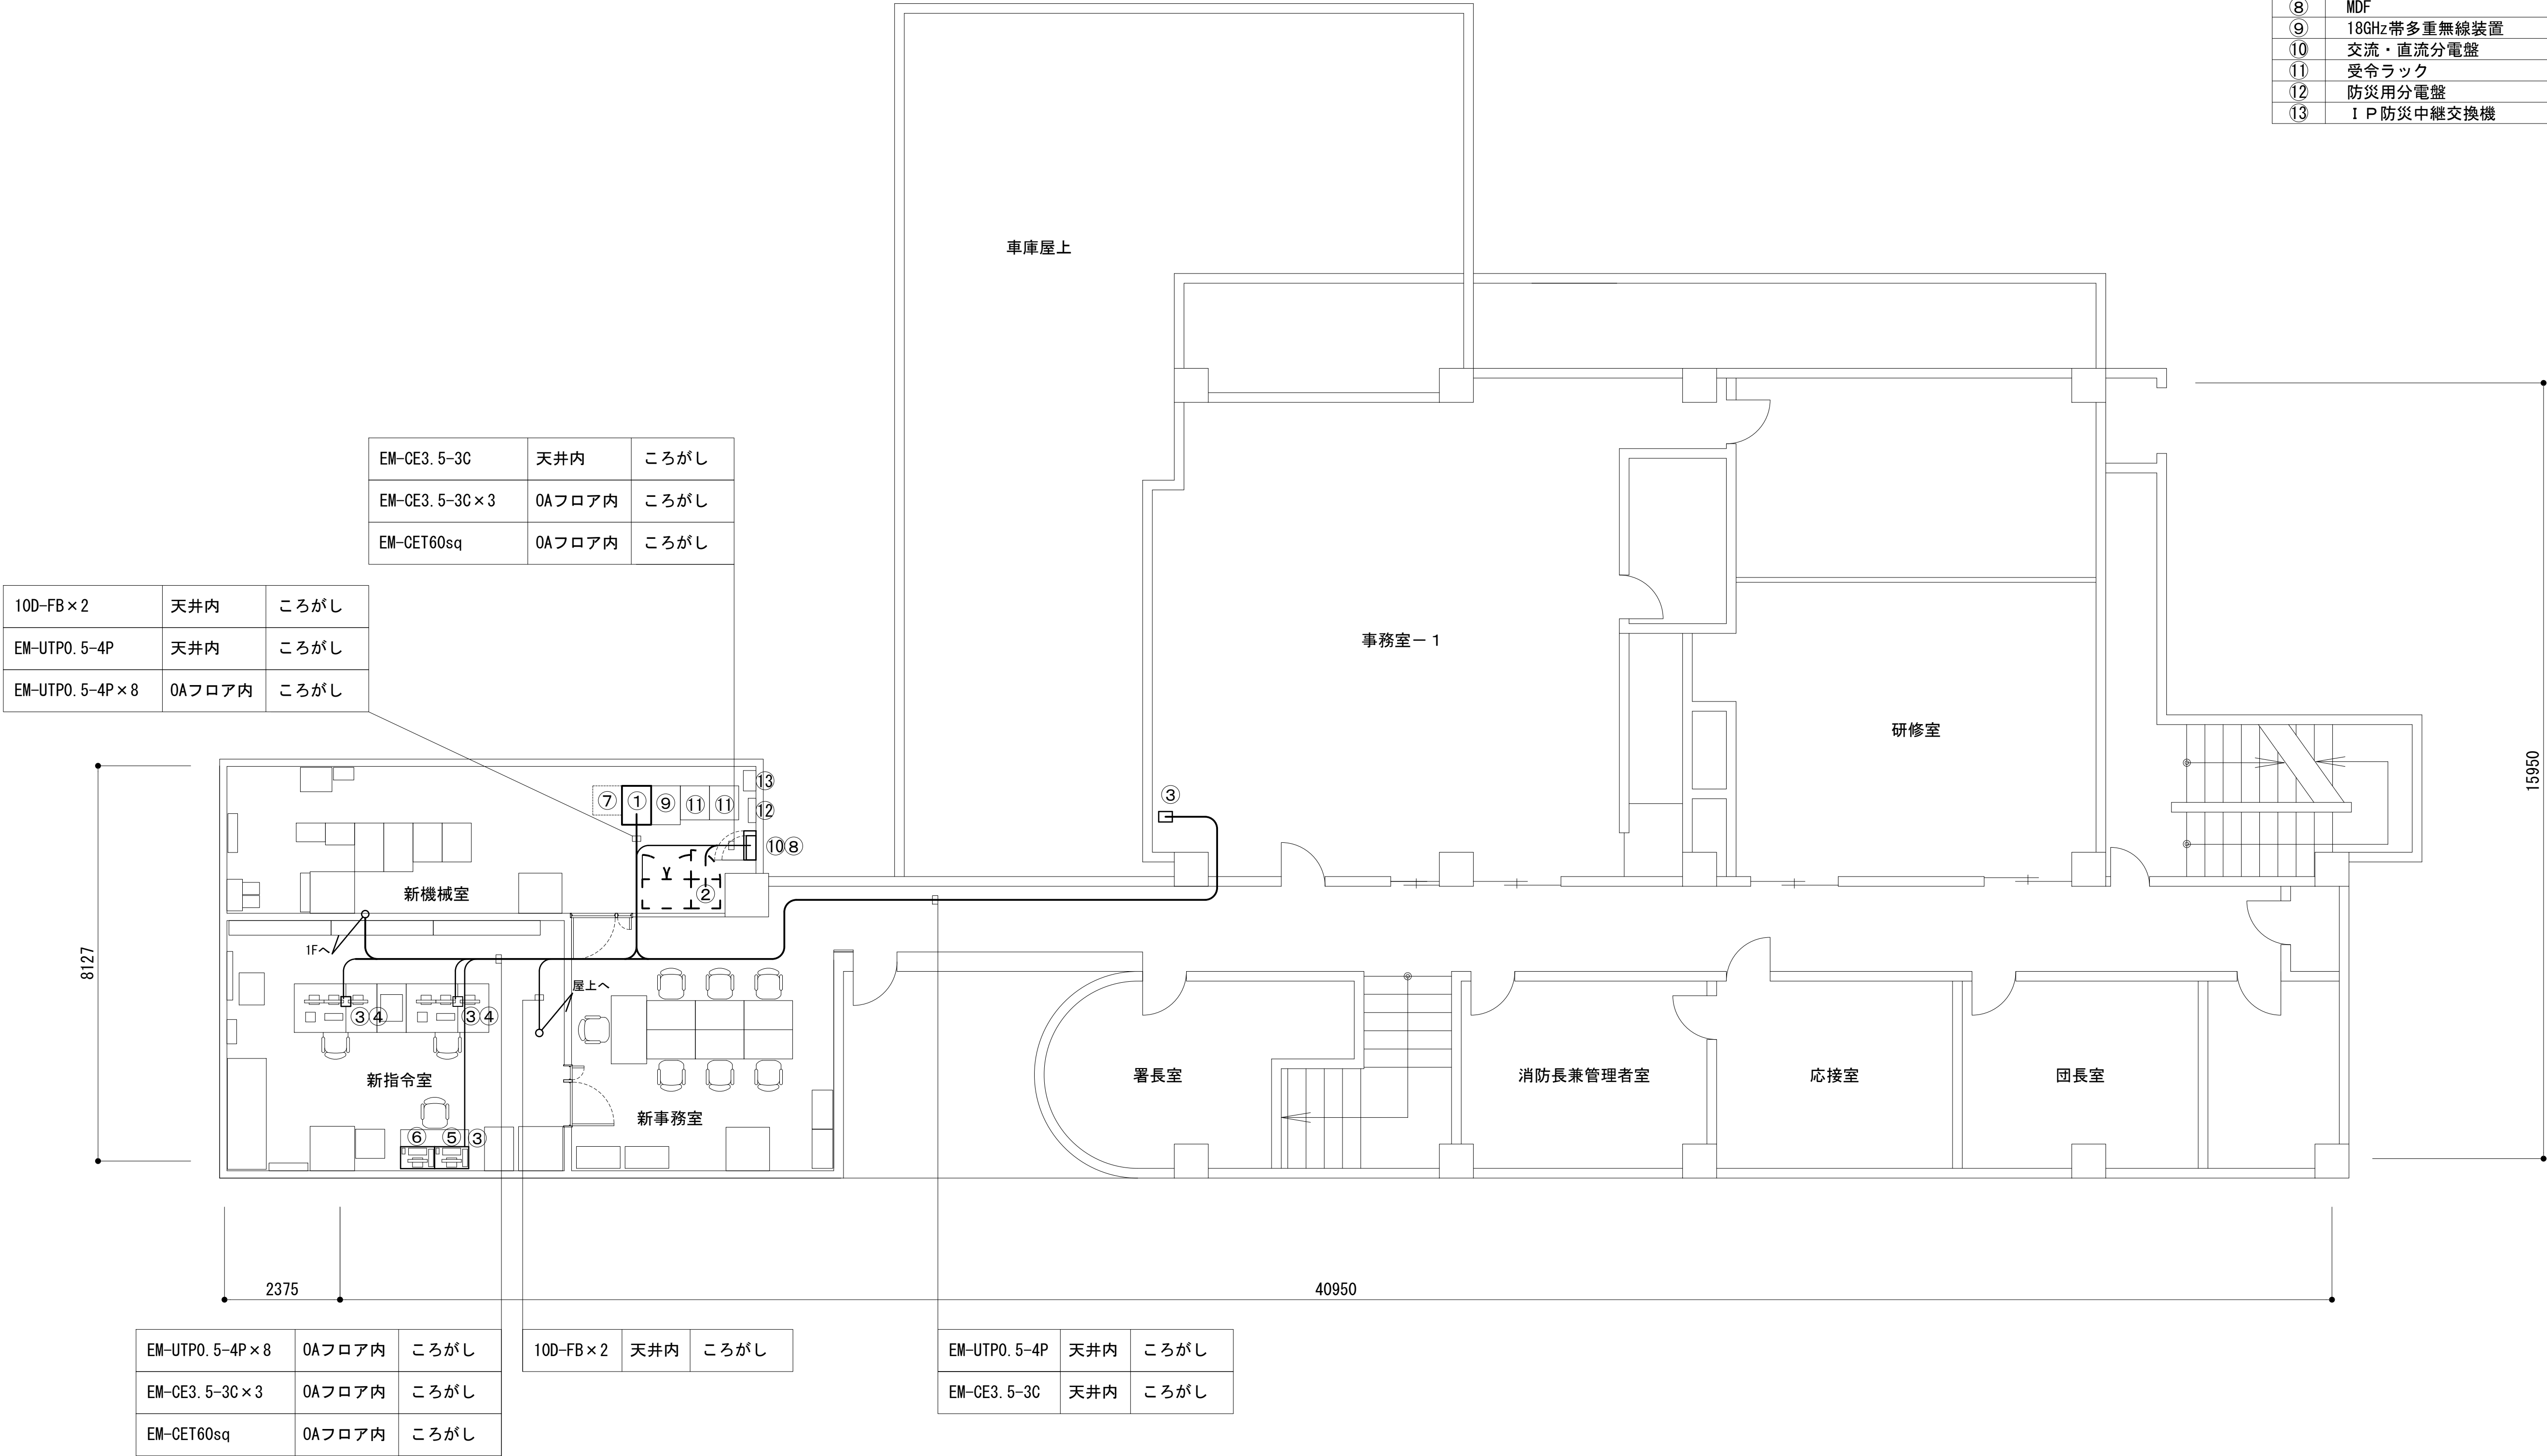 ⑧ MDF
⑨ 18GHz帯多重無線装置
⑩ 交流・直流分電盤
⑪ 受令ラック
⑫ 防災用分電盤
⑬ ＩＰ防災中継交換機
車庫屋上
EM-CE3.5-3C 天井内 ころがし
EM-CE3.5-3C×3 OAフロア内 ころがし
EM-CET60sq OAフロア内 ころがし
10D-FB×2 天井内 ころがし
EM-UTP0.5-4P 天井内 ころがし
EM-UTP0.5-4P×8 OAフロア内 ころがし
事務室－１
研修室
15950
⑬
⑦ ① ⑨ ⑪ ⑪ ⑫
③
⑩⑧
新機械室
②
1Fへ
8127
屋上へ
③④ ③④
新指令室
署長室
消防長兼管理者室
応接室
団長室
新事務室
⑥ ⑤ ③
2375
40950
EM-UTP0.5-4P×8 OAフロア内 ころがし
EM-CE3.5-3C×3 OAフロア内 ころがし
EM-CET60sq OAフロア内 ころがし
10D-FB×2 天井内 ころがし
EM-UTP0.5-4P 天井内 ころがし
EM-CE3.5-3C 天井内 ころがし